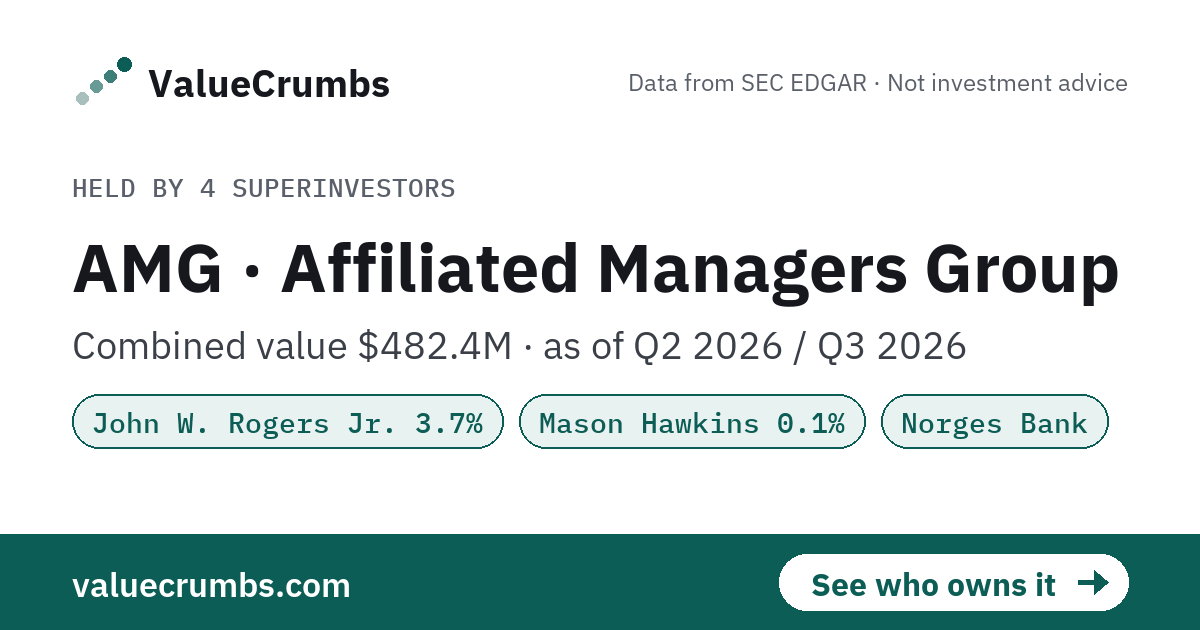 ValueCrumbs
Data from SEC EDGAR · Not investment advice
HELD BY 4 SUPERINVESTORS
AMG · Affiliated Managers Group
Combined value $482.4M · as of Q2 2026 / Q3 2026
John W. Rogers Jr. 3.7%
Mason Hawkins 0.1%
Norges Bank
valuecrumbs.com
See who owns it →